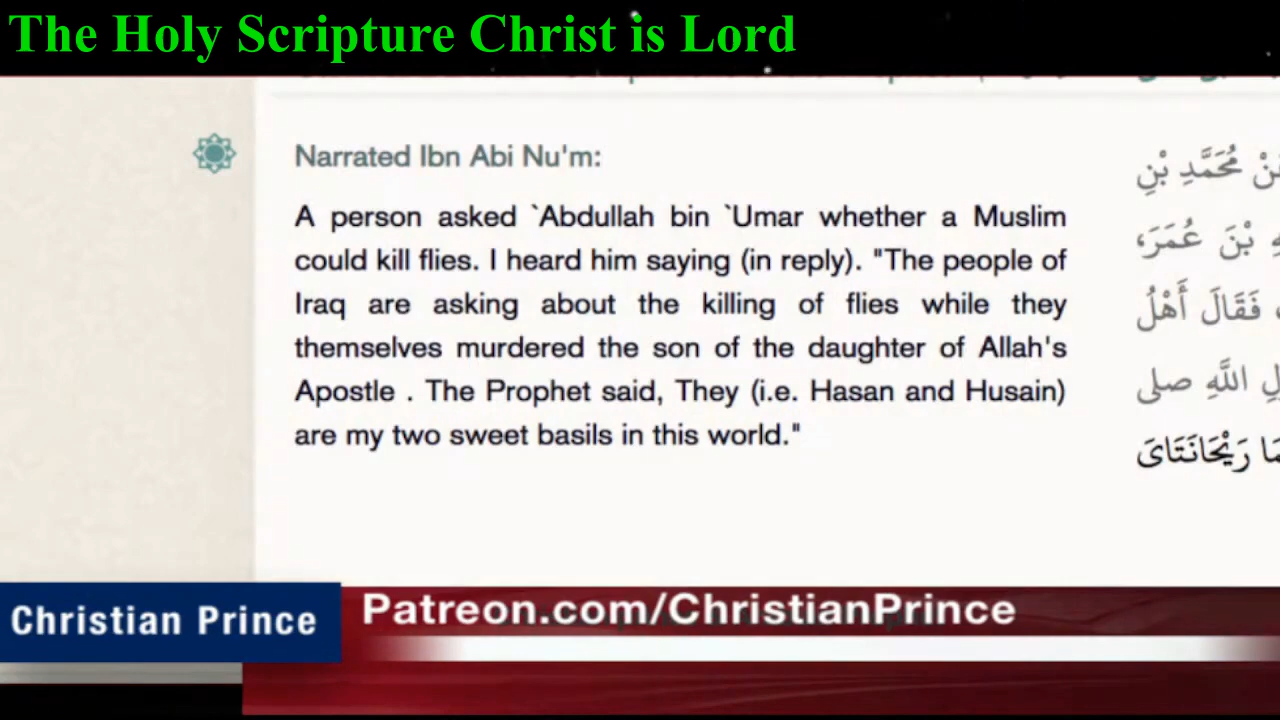 The Holy Scripture Christ is Lord
Narrated Ibn Abi Nu'm:
A person asked `Abdullah bin `Umar whether a Muslim
could kill flies. I heard him saying (in reply). "The people of
Iraq are asking about the killing of flies while they
themselves murdered the son of the daughter of Allah's
Apostle . The Prophet said, They (i.e. Hasan and Husain)
are my two sweet basils in this world."
مُحَمَّدِ بْنِ
بْنَ عُمَرَ،
فَقَالَ أَهْلُ
اللَّهِ صلى
رَيْحَانَتَاىَ
Christian Prince
Patreon.com/ChristianPrince